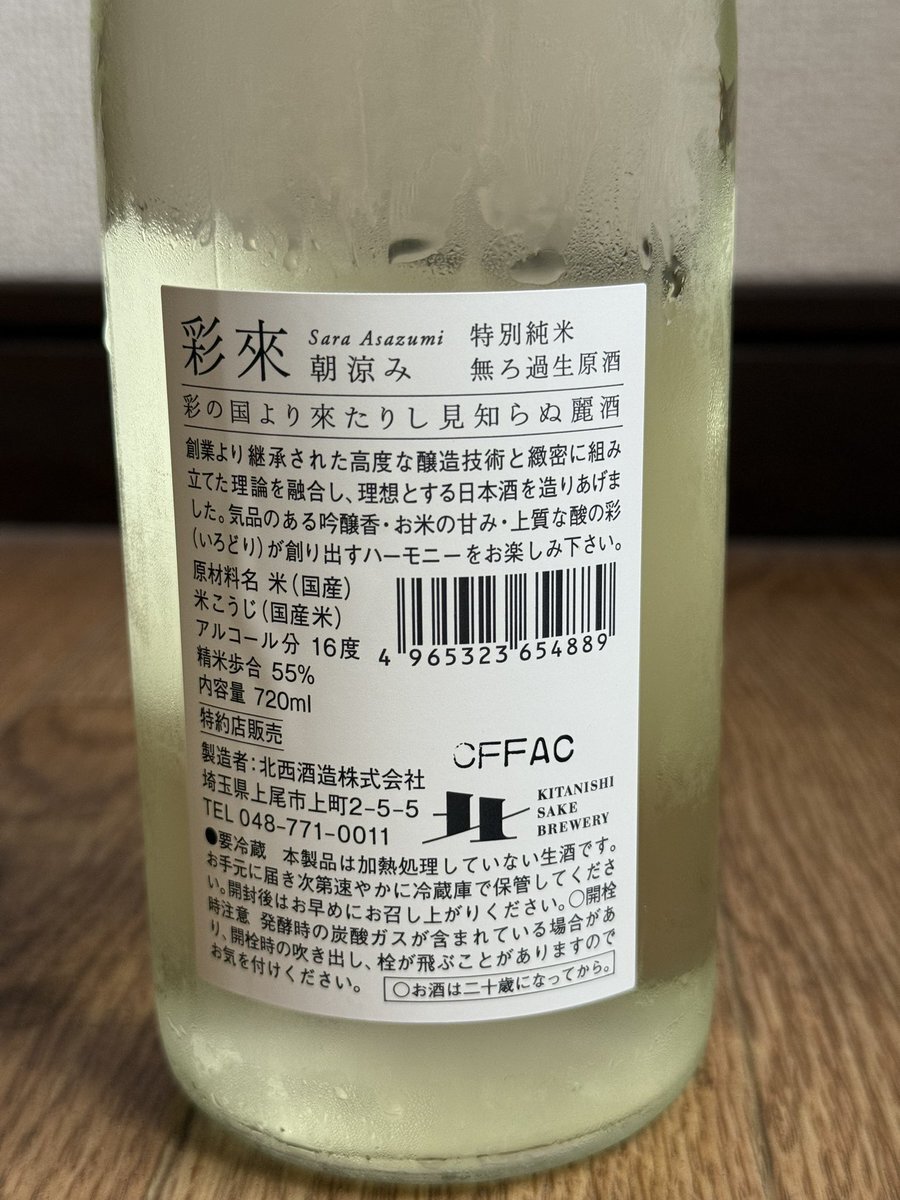 彩來 Sara Asazumi 特別純米
朝涼み 無ろ過生原酒
彩の国より來たりし見知らぬ麗酒
創業より継承された高度な醸造技術と緻密に組み
立てた理論を融合し、理想とする日本酒を造りあげま
した。気品のある吟醸香・お米の甘み・上質な酸の彩
(いろどり)が創り出すハーモニーをお楽しみ下さい。
原材料名 米(国産)
米こうじ(国産米)
アルコール分 16度
精米歩合 55%
内容量 720ml
4 965323 654889
特約店販売
製造者:北西酒造株式会社
埼玉県上尾市上町2-5-5
TEL 048-771-0011
CFFAC
KITANISHI
SAKE
BREWERY
●要冷蔵 本製品は加熱処理していない生酒です。
お手元に届き次第速やかに冷蔵庫で保管してくださ
い。開封後はお早めにお召し上がりください。○開栓
時注意 発酵時の炭酸ガスが含まれている場合があ
り、開栓時の吹き出し、栓が飛ぶことがありますので
お気を付けください。 ○お酒は二十歳になってから。